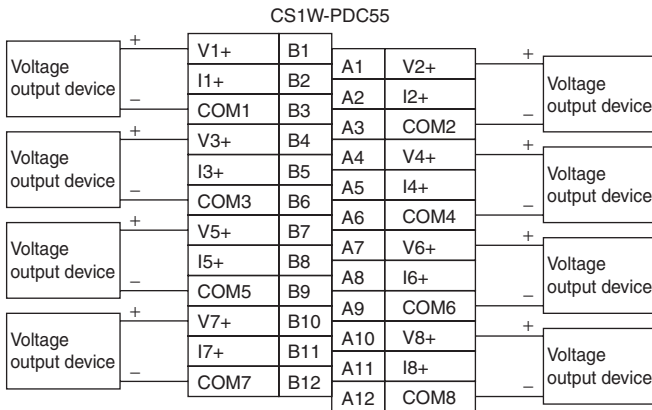 CS1W-PDC55
+ V1+ B1
Voltage output device
I1+ B2
− COM1 B3
+ V3+ B4
Voltage output device
I3+ B5
− COM3 B6
+ V5+ B7
Voltage output device
I5+ B8
− COM5 B9
+ V7+ B10
Voltage output device
I7+ B11
− COM7 B12
A1 V2+ +
Voltage output device
A2 I2+
A3 COM2 −
A4 V4+ +
Voltage output device
A5 I4+
A6 COM4 −
A7 V6+ +
Voltage output device
A8 I6+
A9 COM6 −
A10 V8+ +
Voltage output device
A11 I8+
A12 COM8 −